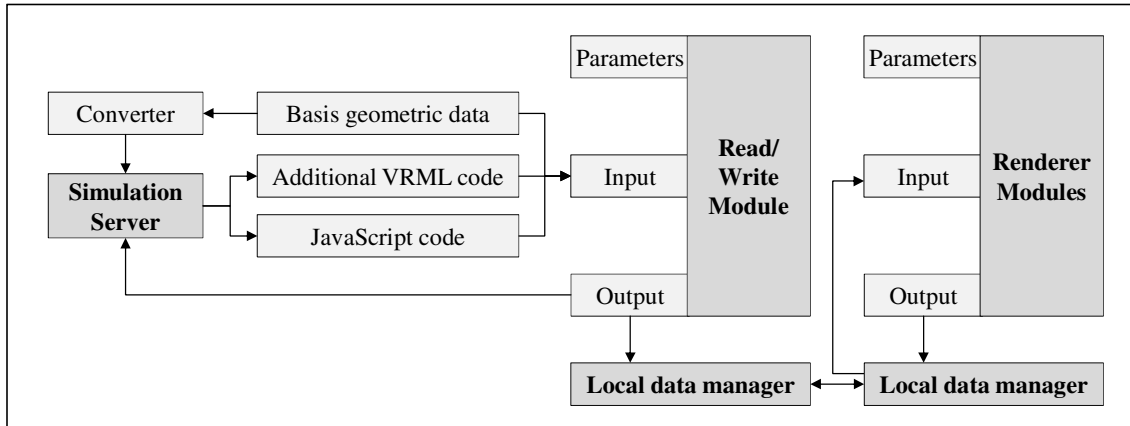 Parameters
Parameters
Converter
Basis geometric data
Read/
Write
Module
Renderer
Modules
Additional VRML code
Input
Input
Simulation
Server
JavaScript code
Output
Output
Local data manager
Local data manager